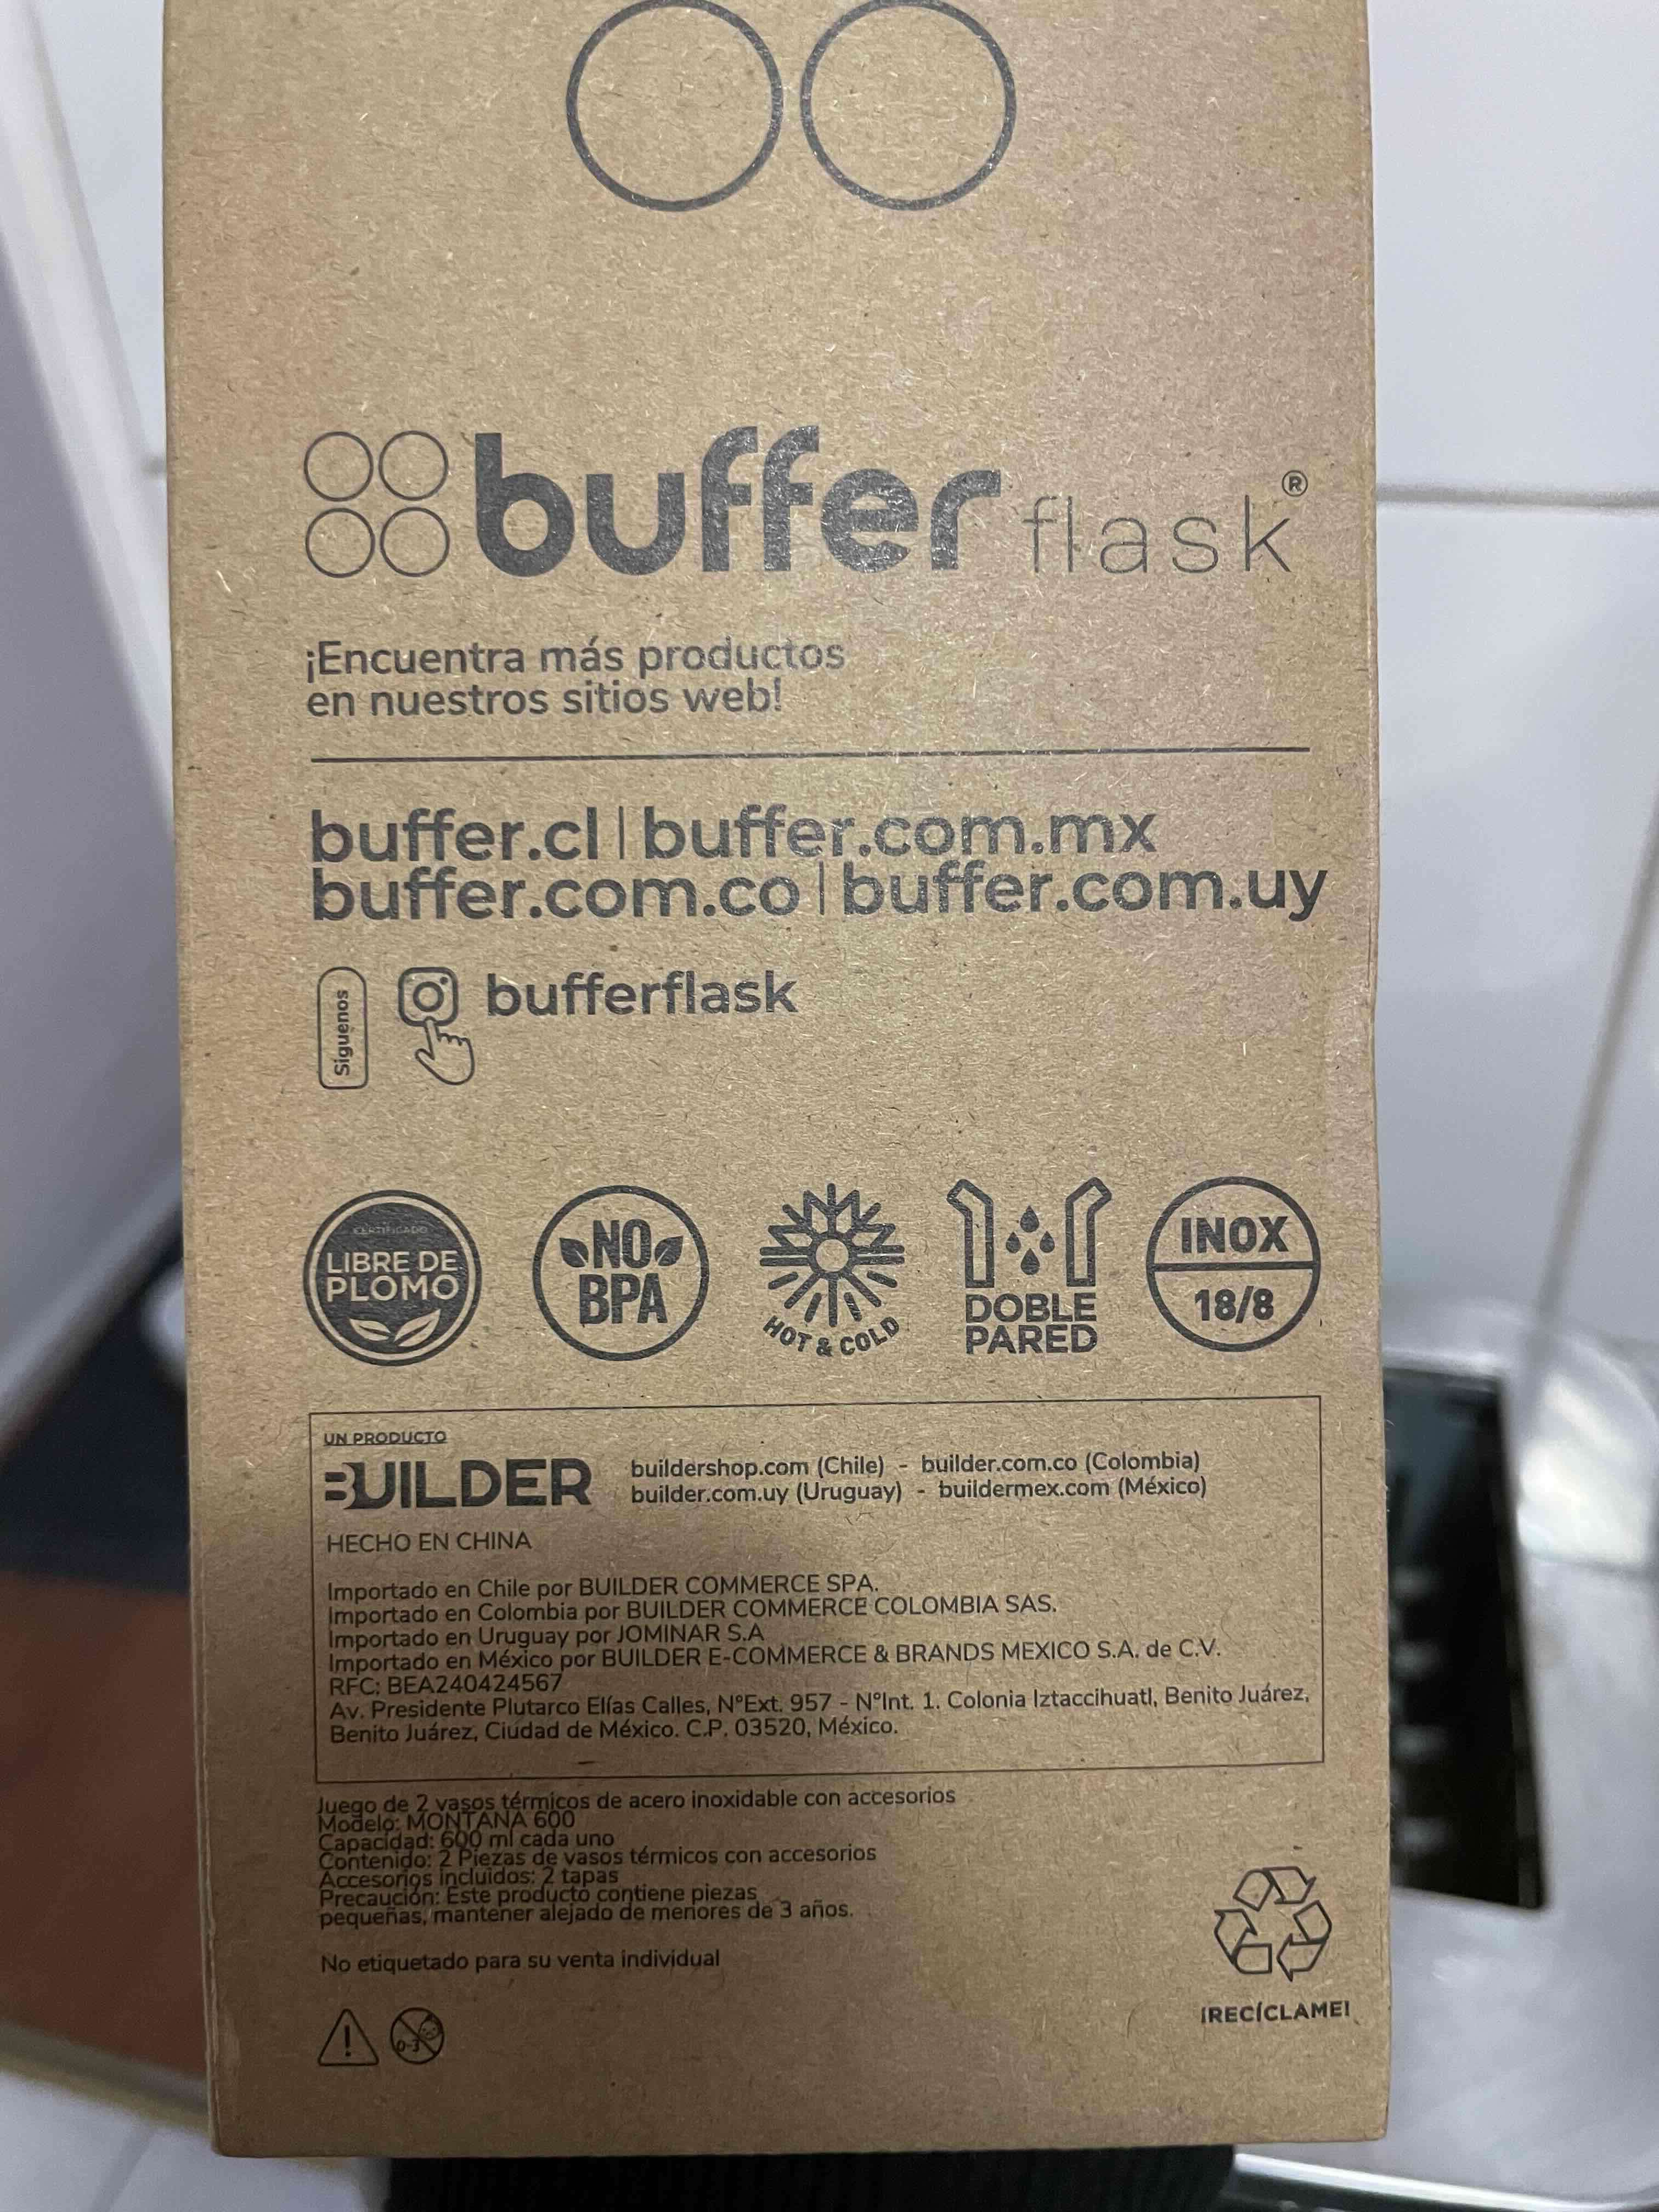 buffer flask®
¡Encuentra más productos
en nuestros sitios web!
buffer.cl | buffer.com.mx
buffer.com.co | buffer.com.uy
Síguenos
bufferflask
CERTIFICADO
LIBRE DE
PLOMO
NO
BPA
HOT & COLD
DOBLE
PARED
INOX
18/8
UN PRODUCTO
BUILDER
buildershop.com (Chile) - builder.com.co (Colombia)
builder.com.uy (Uruguay) - buildermex.com (México)
HECHO EN CHINA
Importado en Chile por BUILDER COMMERCE SPA.
Importado en Colombia por BUILDER COMMERCE COLOMBIA SAS.
Importado en Uruguay por JOMINAR S.A
Importado en México por BUILDER E-COMMERCE & BRANDS MEXICO S.A. de C.V.
RFC: BEA240424567
Av. Presidente Plutarco Elías Calles, N°Ext. 957 - N°Int. 1. Colonia Iztaccihuatl, Benito Juárez,
Benito Juárez, Ciudad de México. C.P. 03520, México.
Juego de 2 vasos térmicos de acero inoxidable con accesorios
Modelo: MONTANA 600
Capacidad: 600 ml cada uno
Contenido: 2 Piezas de vasos térmicos con accesorios
Accesorios incluidos: 2 tapas
Precaución: Este producto contiene piezas
pequeñas, mantener alejado de menores de 3 años.
No etiquetado para su venta individual
0-3
¡RECÍCLAME!